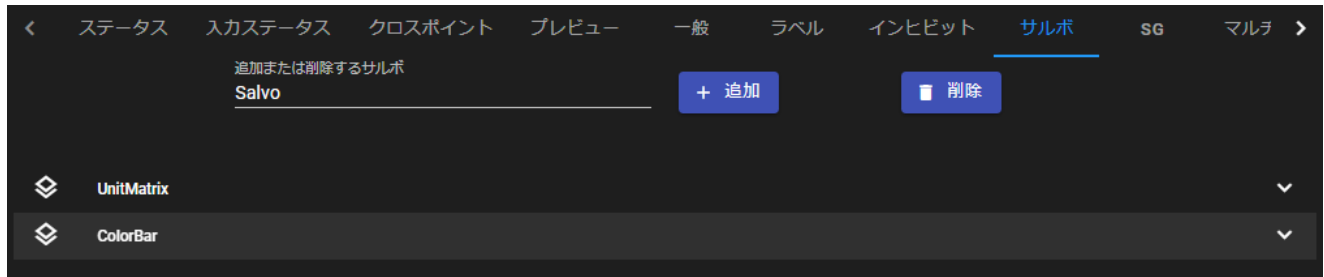 ステータス 入力ステータス クロスポイント プレビュー 一般 ラベル インヒビット サルボ SG マルチ
追加または削除するサルボ
Salvo
+ 追加
削除
UnitMatrix
ColorBar